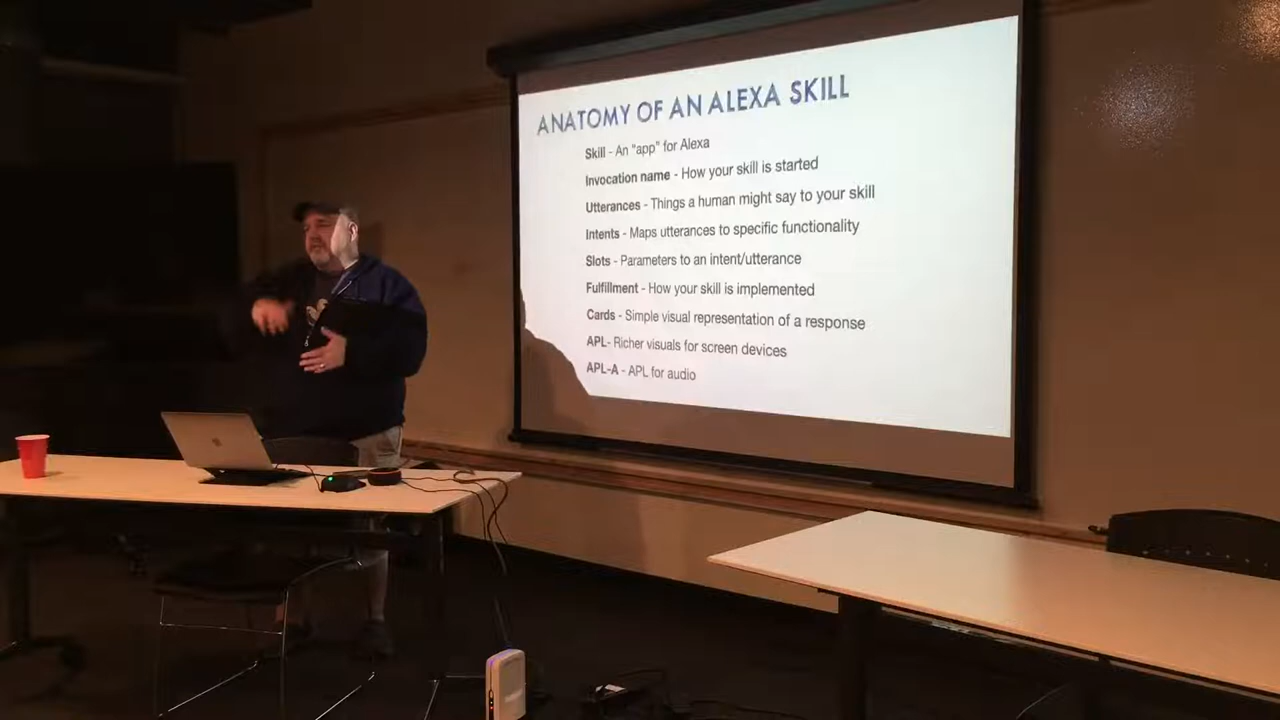 ANATOMY OF AN ALEXA SKILL
Skill - An "app" for Alexa
Invocation name - How your skill is started
Utterances - Things a human might say to your skill
Intents - Maps utterances to specific functionality
Slots - Parameters to an intent/utterance
Fulfillment - How your skill is implemented
Cards - Simple visual representation of a response
APL- Richer visuals for screen devices
APL-A - APL for audio